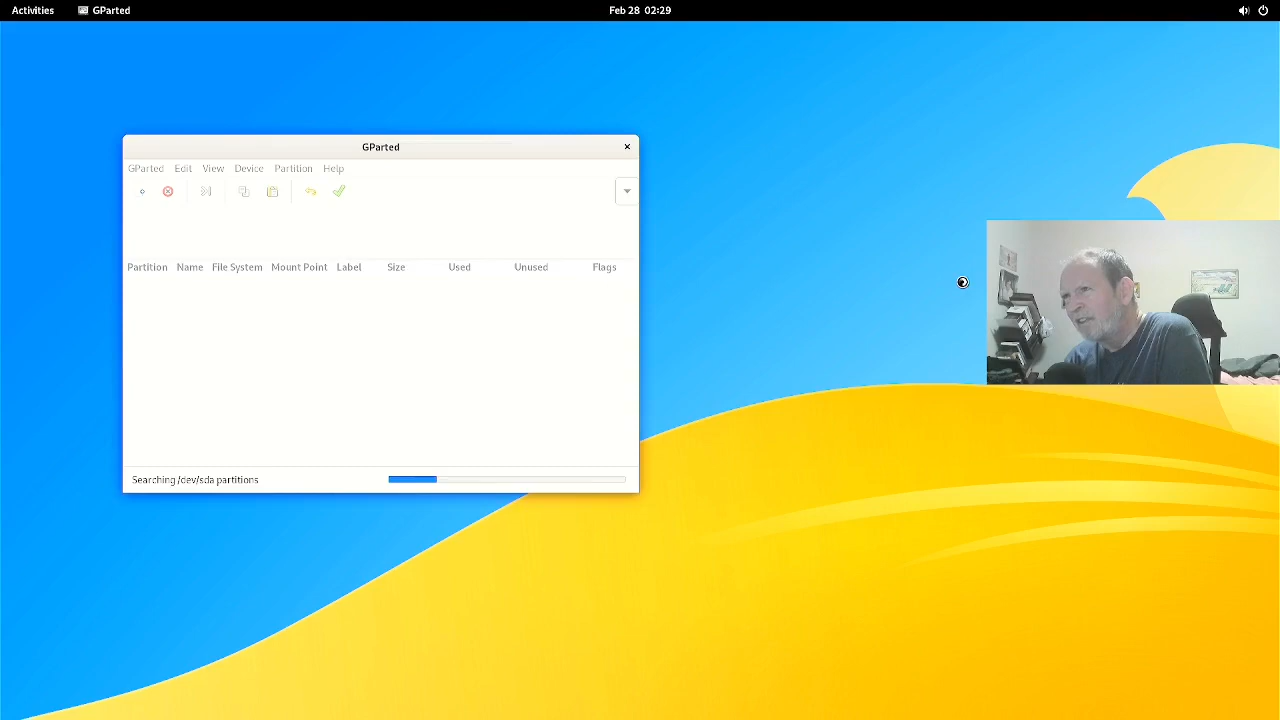 Activities GParted Feb 28 02:29
GParted
GParted Edit View Device Partition Help
Partition Name File System Mount Point Label Size Used Unused Flags
Searching /dev/sda partitions